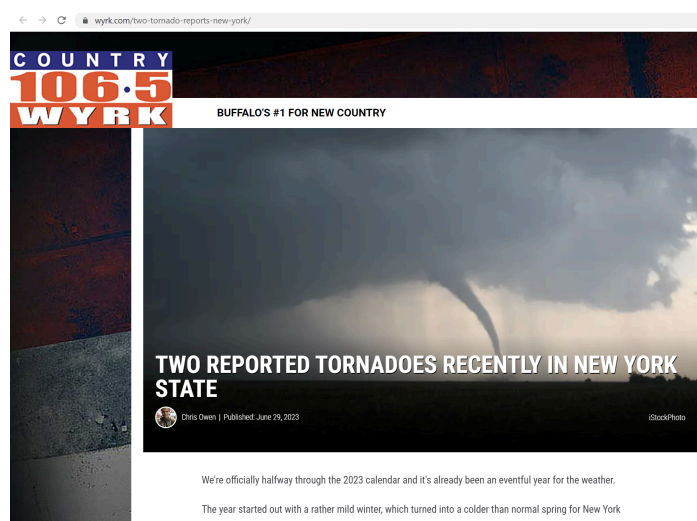 wyrk.com/two-tornado-reports-new-york/
COUNTRY
106.5
WYRK
BUFFALO'S #1 FOR NEW COUNTRY
TWO REPORTED TORNADOES RECENTLY IN NEW YORK
STATE
Chris Owen | Published: June 29, 2023
iStockPhoto
We're officially halfway through the 2023 calendar and it's already been an eventful year for the weather.
The year started out with a rather mild winter, which turned into a colder than normal spring for New York